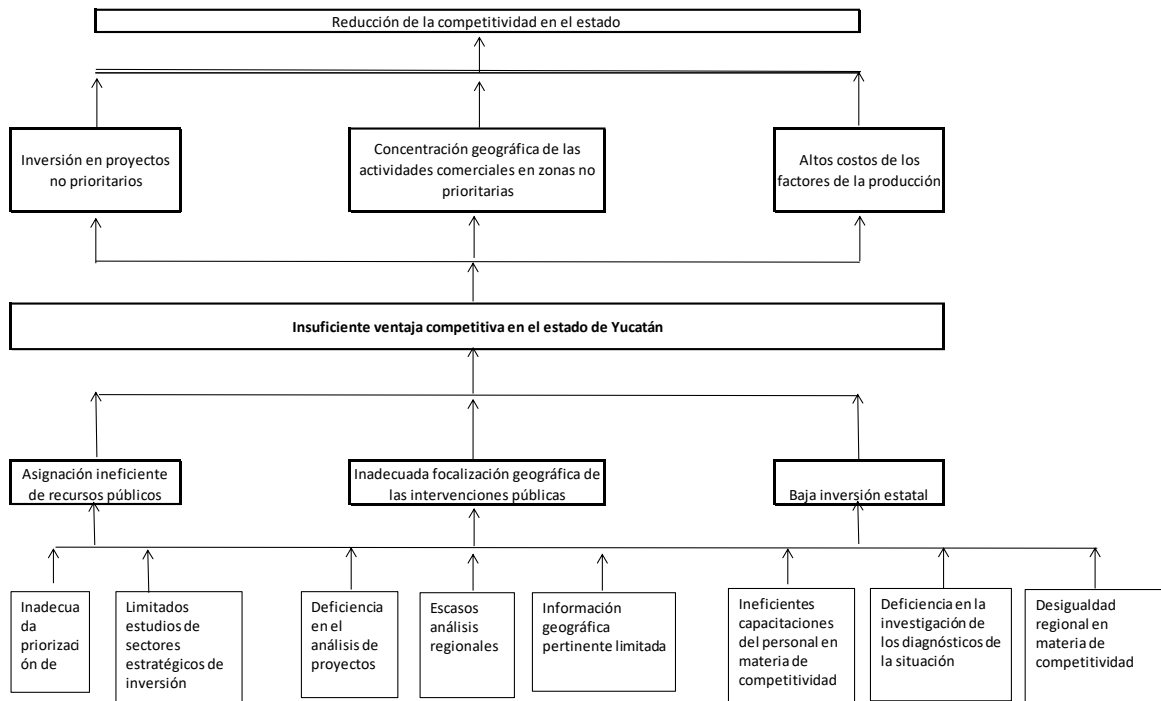 Reducción de la competitividad en el estado
Inversión en proyectos
no prioritarios
Concentración geográfica de las
actividades comerciales en zonas no
prioritarias
Altos costos de los
factores de la producción
Insuficiente ventaja competitiva en el estado de Yucatán
Asignación ineficiente
de recursos públicos
Inadecuada focalización geográfica de
las intervenciones públicas
Baja inversión estatal
Inadecua
da
priorizaci
ón de
Limitados
estudios de
sectores
estratégicos de
inversión
Deficiencia
en el
análisis de
proyectos
Escasos
análisis
regionales
Información
geográfica
pertinente limitada
Ineficientes
capacitaciones
del personal en
materia de
competitividad
Deficiencia en la
investigación de
los diagnósticos de
la situación
Desigualdad
regional en
materia de
competitividad